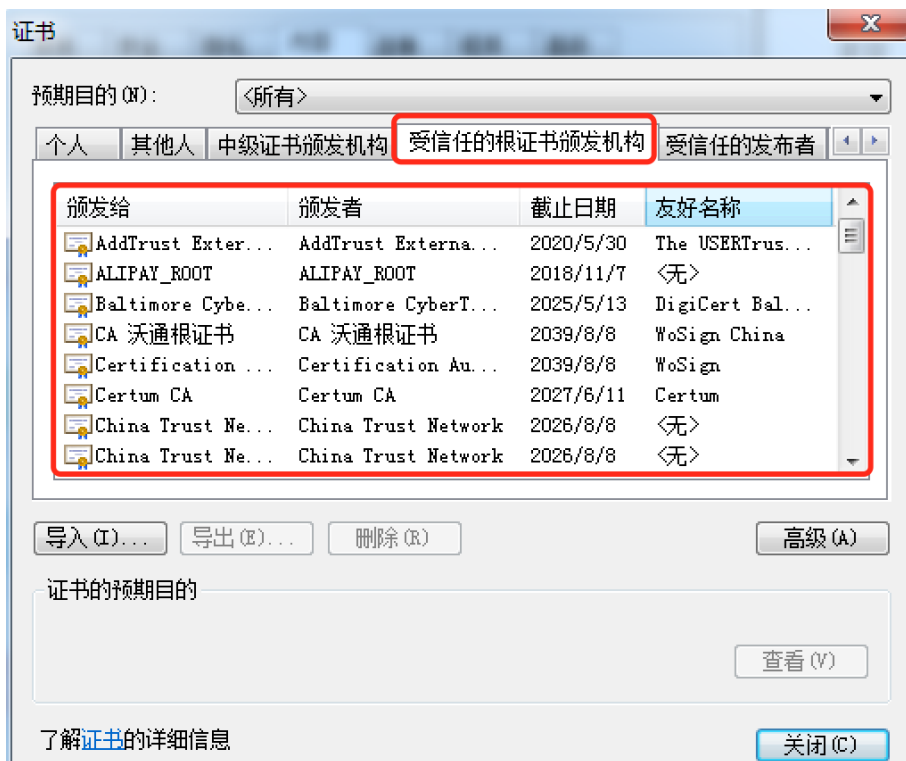 证书
预期目的(N): <所有>
个人 其他人 中级证书颁发机构 受信任的根证书颁发机构 受信任的发布者
颁发给 颁发者 截止日期 友好名称
AddTrust Exter... AddTrust Externa... 2020/5/30 The USERTrus...
ALIPAY_ROOT ALIPAY_ROOT 2018/11/7 <无>
Baltimore Cybe... Baltimore CyberT... 2025/5/13 DigiCert Bal...
CA 沃通根证书 CA 沃通根证书 2039/8/8 WoSign China
Certification ... Certification Au... 2039/8/8 WoSign
Certum CA Certum CA 2027/6/11 Certum
China Trust Ne... China Trust Network 2026/8/8 <无>
China Trust Ne... China Trust Network 2026/8/8 <无>
导入(I)... 导出(E)... 删除(R) 高级(A)
证书的预期目的
查看(V)
了解证书的详细信息
关闭(C)